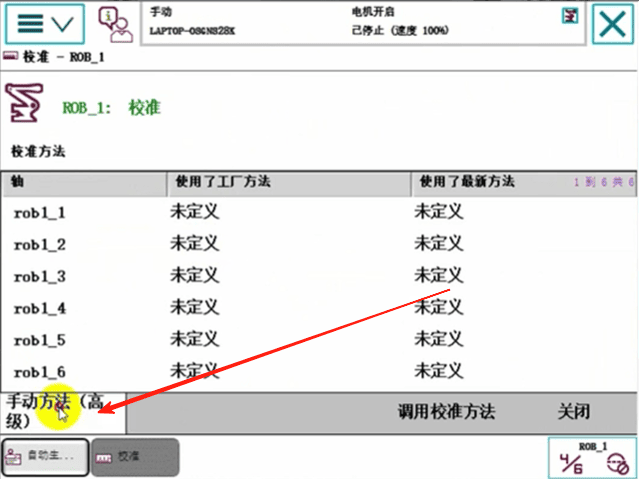 手动
电机开启
LAPTOP-OS4NS28K
已停止 (速度 100%)
校准 - ROB_1
ROB_1: 校准
校准方法
轴 使用了工厂方法 使用了最新方法 1 到 6 共 6
rob1_1 未定义 未定义
rob1_2 未定义 未定义
rob1_3 未定义 未定义
rob1_4 未定义 未定义
rob1_5 未定义 未定义
rob1_6 未定义 未定义
手动方法（高
级）
调用校准方法 关闭
自动生... 校准
ROB_1
4/6